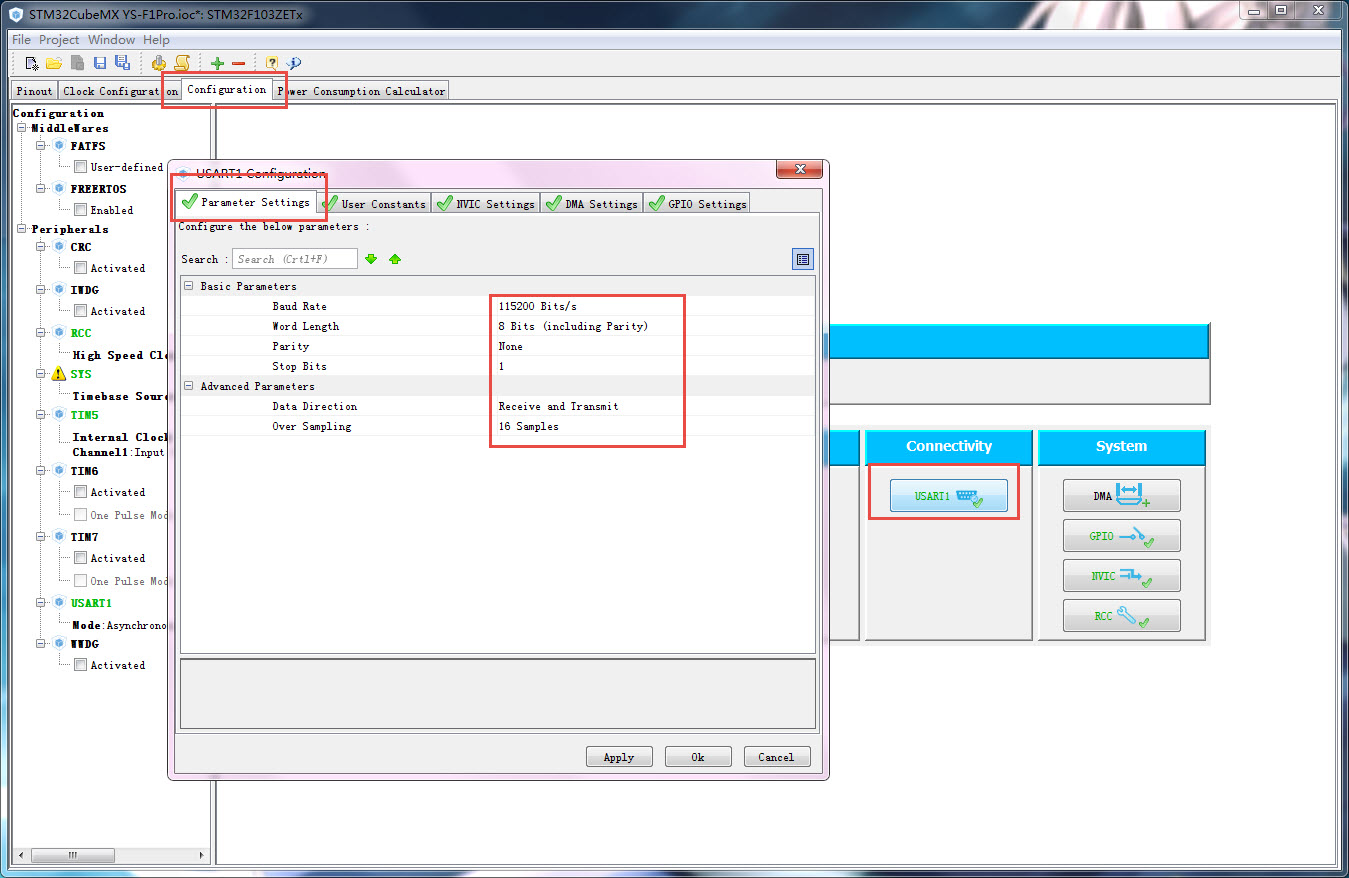 STM32CubeMX YS-F1Pro.ioc*: STM32F103ZETx
File Project Window Help
Pinout Clock Configuration Configuration Power Consumption Calculator
Configuration
MiddleWares
FATFS
User-defined
FREERTOS
Enabled
Peripherals
CRC
Activated
IWDG
Activated
RCC
High Speed Clo
SYS
Timebase Sour
TIM5
Internal Clock
Channel1:Input
TIM6
Activated
One Pulse Mod
TIM7
Activated
One Pulse Mod
USART1
Mode:Asynchrono
WWDG
Activated
USART1 Configuration
Parameter Settings User Constants NVIC Settings DMA Settings GPIO Settings
Configure the below parameters :
Search : Search (Crtl+F)
Basic Parameters
Baud Rate 115200 Bits/s
Word Length 8 Bits (including Parity)
Parity None
Stop Bits 1
Advanced Parameters
Data Direction Receive and Transmit
Over Sampling 16 Samples
Apply Ok Cancel
Connectivity
USART1
System
DMA
GPIO
NVIC
RCC